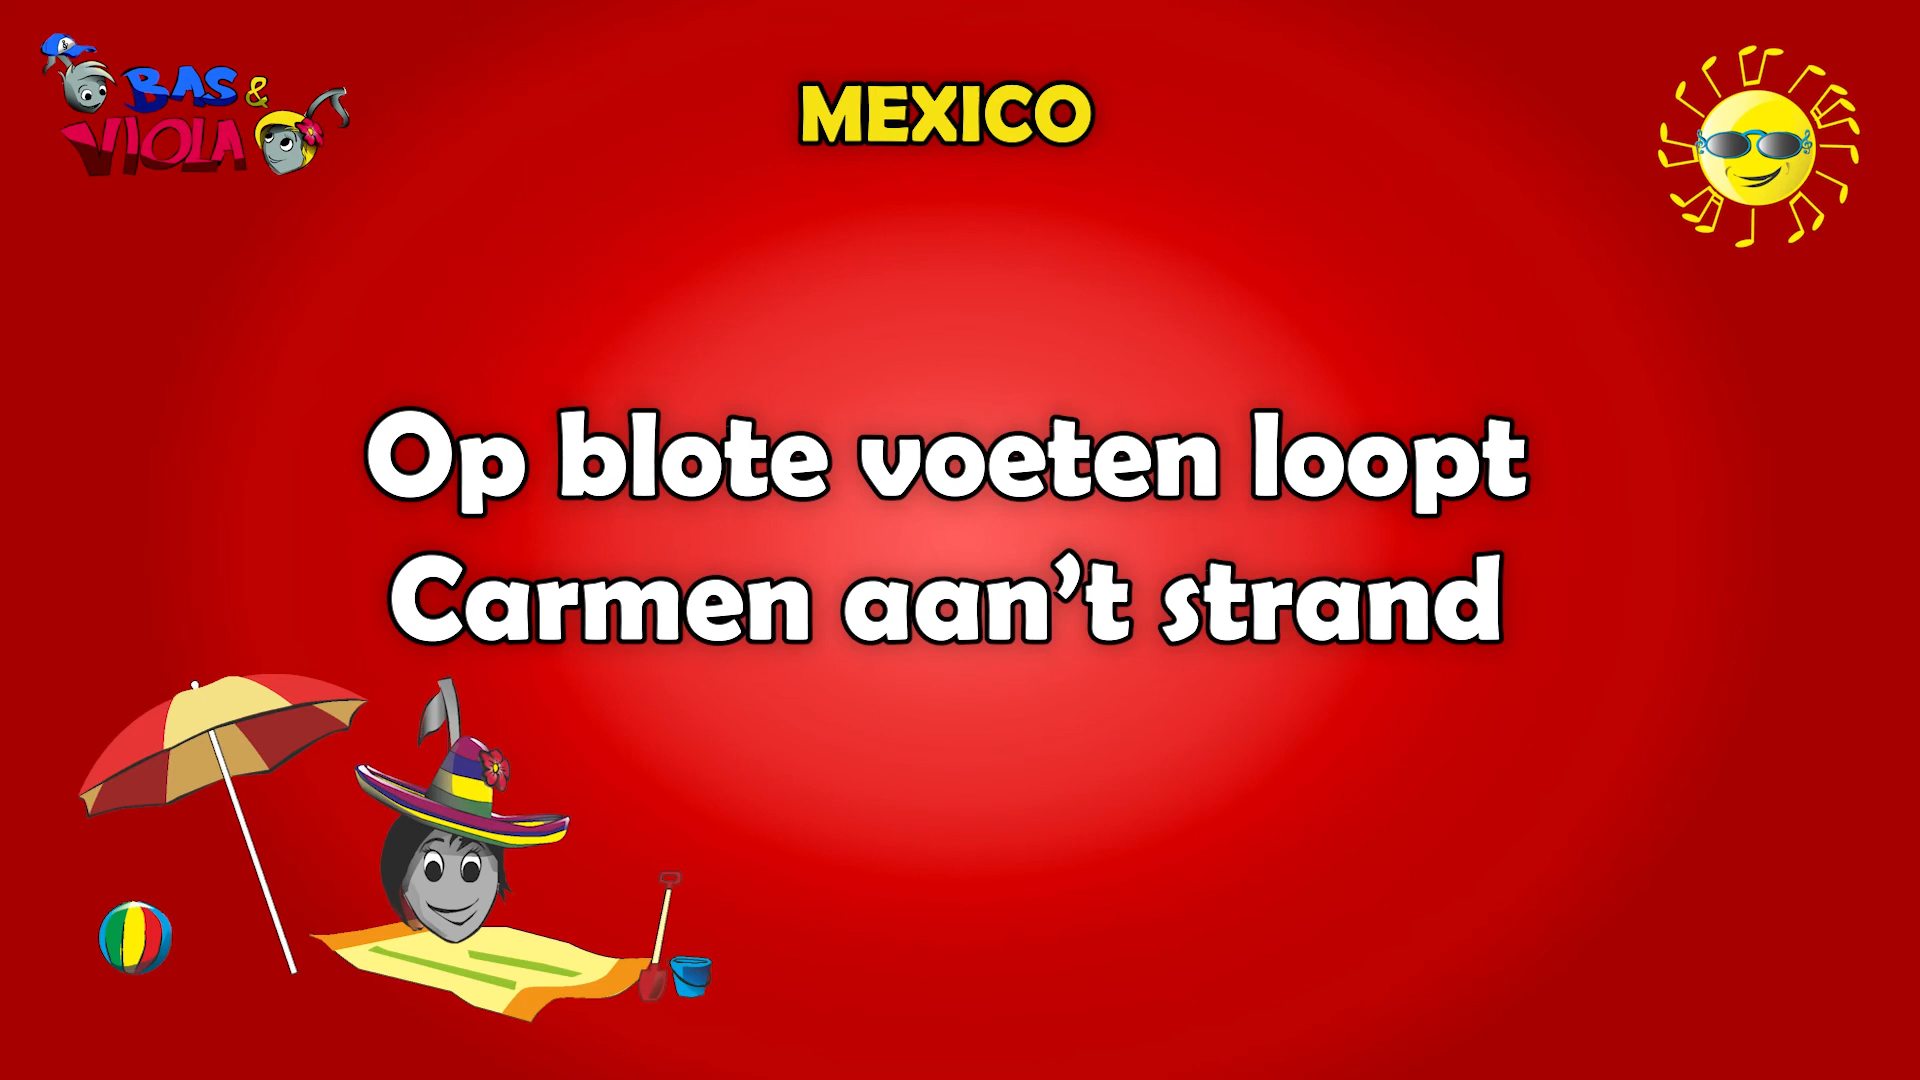 BAS &
VIOLA
MEXICO
Op blote voeten loopt
Carmen aan’t strand